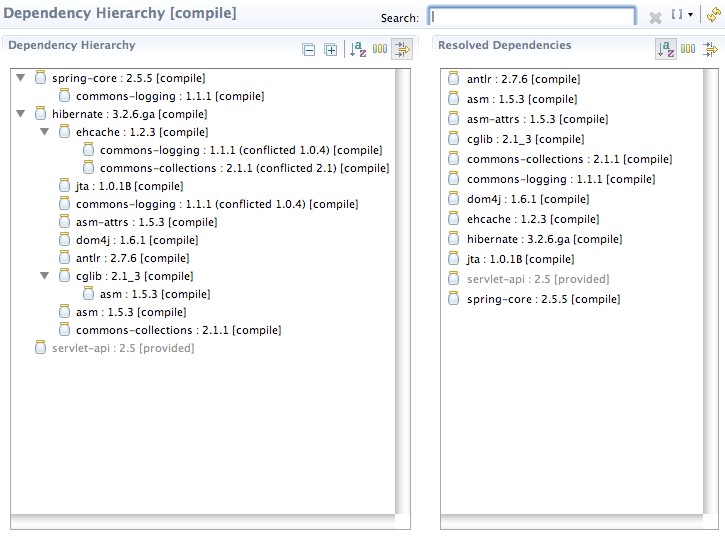 Dependency Hierarchy [compile]
Search:
Dependency Hierarchy
spring-core : 2.5.5 [compile]
commons-logging : 1.1.1 [compile]
hibernate : 3.2.6.ga [compile]
ehcache : 1.2.3 [compile]
commons-logging : 1.1.1 (conflicted 1.0.4) [compile]
commons-collections : 2.1.1 (conflicted 2.1) [compile]
jta : 1.0.1B [compile]
commons-logging : 1.1.1 (conflicted 1.0.4) [compile]
asm-attrs : 1.5.3 [compile]
dom4j : 1.6.1 [compile]
antlr : 2.7.6 [compile]
cglib : 2.1_3 [compile]
asm : 1.5.3 [compile]
asm : 1.5.3 [compile]
commons-collections : 2.1.1 [compile]
servlet-api : 2.5 [provided]
Resolved Dependencies
antlr : 2.7.6 [compile]
asm : 1.5.3 [compile]
asm-attrs : 1.5.3 [compile]
cglib : 2.1_3 [compile]
commons-collections : 2.1.1 [compile]
commons-logging : 1.1.1 [compile]
dom4j : 1.6.1 [compile]
ehcache : 1.2.3 [compile]
hibernate : 3.2.6.ga [compile]
jta : 1.0.1B [compile]
servlet-api : 2.5 [provided]
spring-core : 2.5.5 [compile]